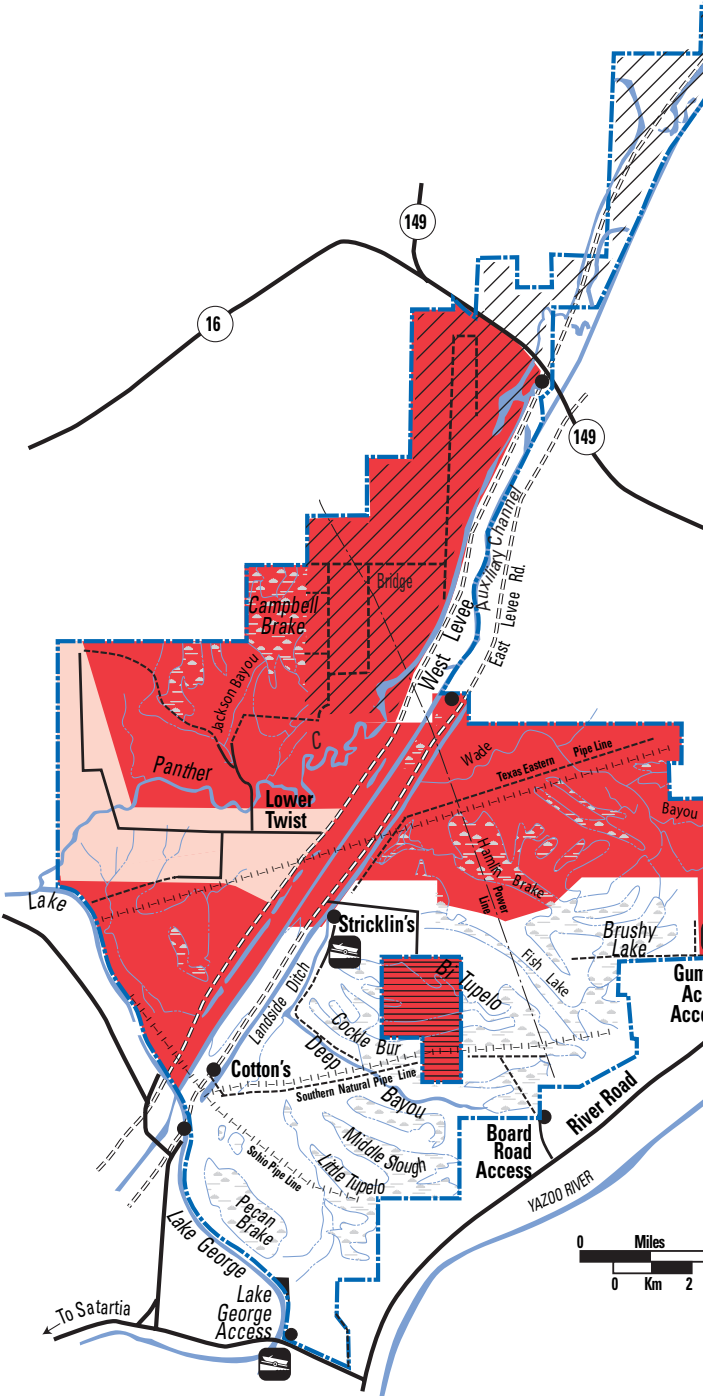 149
16
149
Auxiliary Channel
East Levee Rd.
West Levee
Bridge
Campbell
Brake
Jackson Bayou
C
Panther
Wade
Texas Eastern
Pipe Line
Lower
Twist
Bayou
Hamlin
Brake
Power
Line
Lake
Stricklin's
Brushy
Lake
Fish Lake
Bi Tupelo
Gum
Ac
Acce
Landside Ditch
Cockle Bur
Deep
Bayou
Cotton's
Southern Natural Pipe Line
River Road
Board
Road
Access
Middle Slough
Little Tupelo
Sohio Pipe Line
YAZOO RIVER
Pecan
Brake
Lake George
0 Miles
0 Km 2
Lake
George
Access
To Satartia